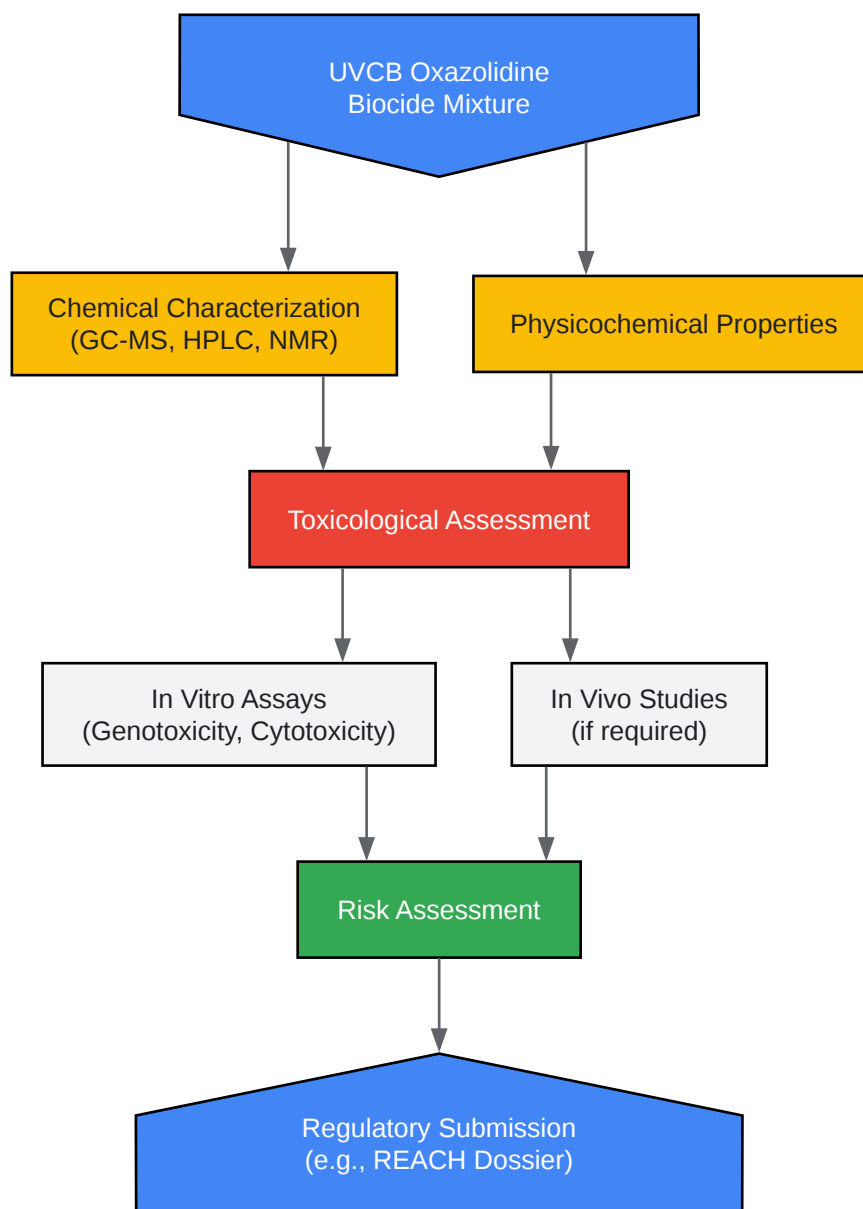 UVCB Oxazolidine
Biocide Mixture
Chemical Characterization
(GC-MS, HPLC, NMR)
Physicochemical Properties
Toxicological Assessment
In Vitro Assays
(Genotoxicity, Cytotoxicity)
In Vivo Studies
(if required)
Risk Assessment
Regulatory Submission
(e.g., REACH Dossier)